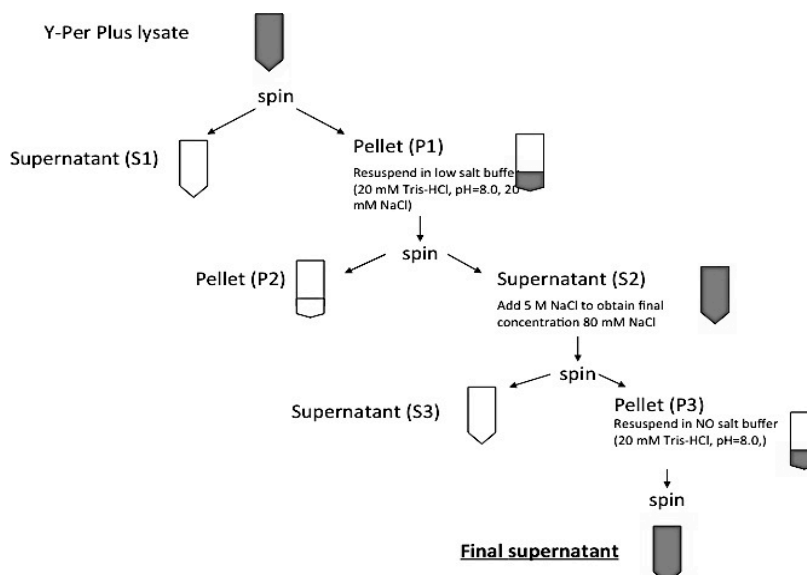 Y-Per Plus lysate
spin
Supernatant (S1)
Pellet (P1)
Resuspend in low salt buffer
(20 mM Tris-HCl, pH=8.0, 20
mM NaCl)
spin
Pellet (P2)
Supernatant (S2)
Add 5 M NaCl to obtain final
concentration 80 mM NaCl
spin
Supernatant (S3)
Pellet (P3)
Resuspend in NO salt buffer
(20 mM Tris-HCl, pH=8.0,)
spin
Final supernatant